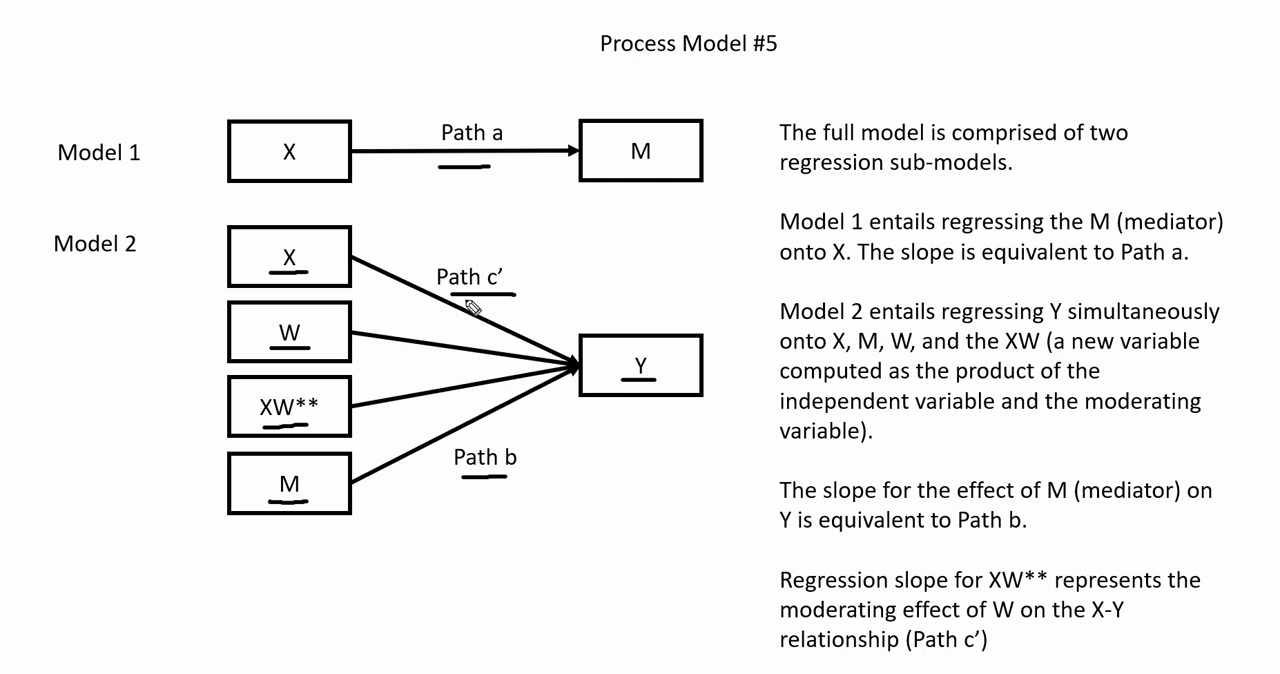 Process Model #5
Model 1
X
Path a
M
Model 2
X
Path c’
W
XW**
M
Path b
Y
The full model is comprised of two
regression sub-models.
Model 1 entails regressing the M (mediator)
onto X. The slope is equivalent to Path a.
Model 2 entails regressing Y simultaneously
onto X, M, W, and the XW (a new variable
computed as the product of the
independent variable and the moderating
variable).
The slope for the effect of M (mediator) on
Y is equivalent to Path b.
Regression slope for XW** represents the
moderating effect of W on the X-Y
relationship (Path c’)